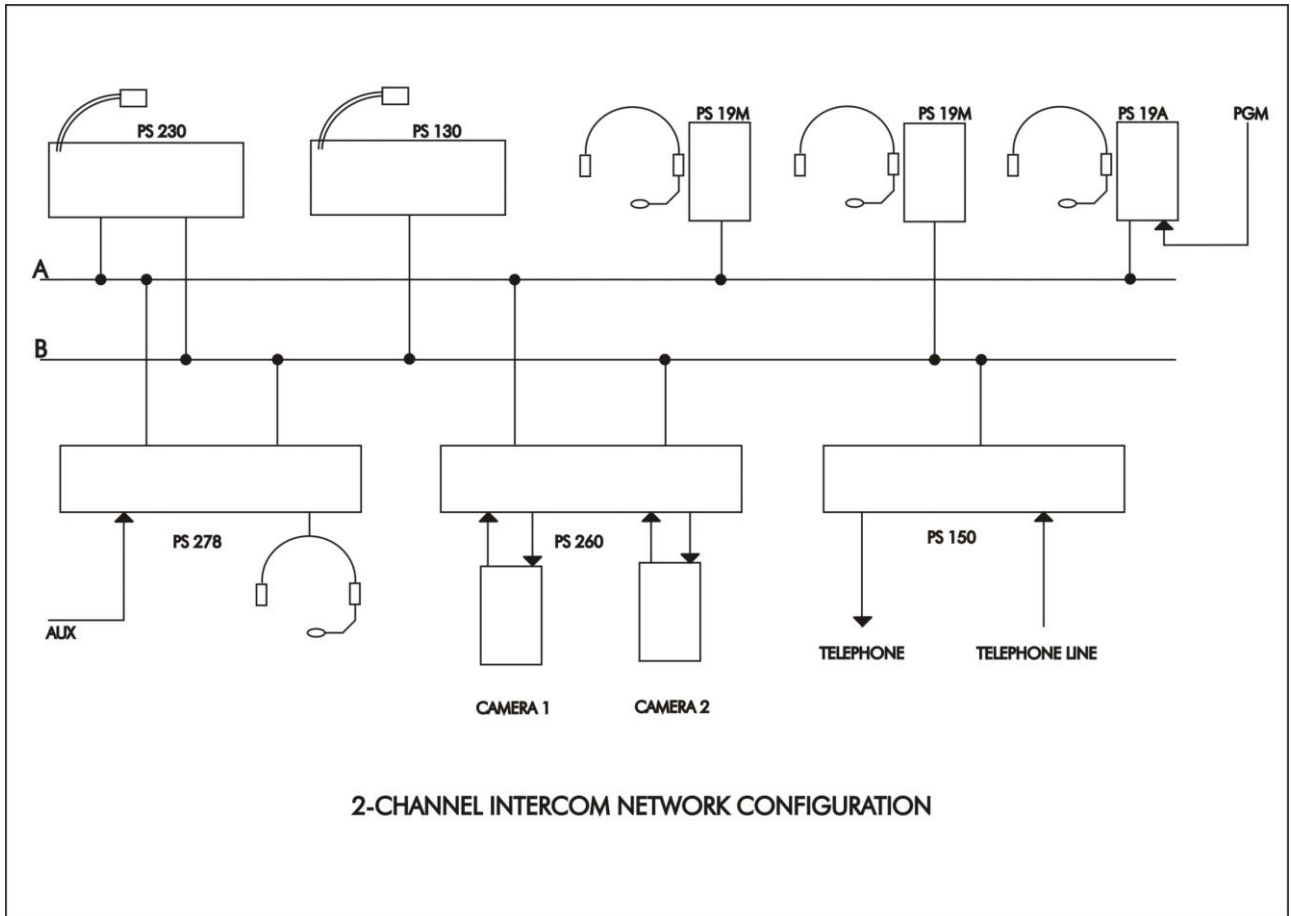 PS 230
PS 130
PS 19M
PS 19M
PS 19A
PGM
A
B
PS 278
PS 260
PS 150
AUX
TELEPHONE
TELEPHONE LINE
CAMERA 1
CAMERA 2
2-CHANNEL INTERCOM NETWORK CONFIGURATION